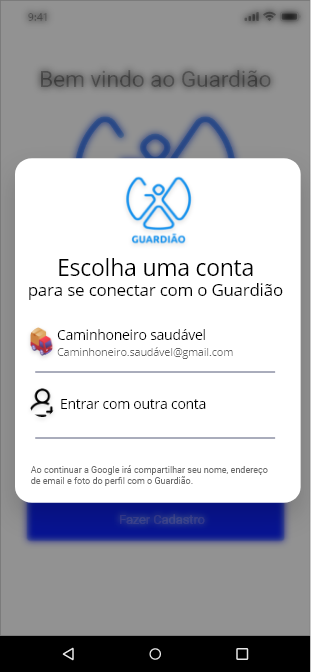 9:41
Bem vindo ao Guardião
GUARDIÃO
Escolha uma conta
para se conectar com o Guardião
Caminhoneiro saudável
Caminhoneiro.saudável@gmail.com
Entrar com outra conta
Ao continuar a Google irá compartilhar seu nome, endereço
de email e foto do perfil com o Guardião.
Fazer Cadastro